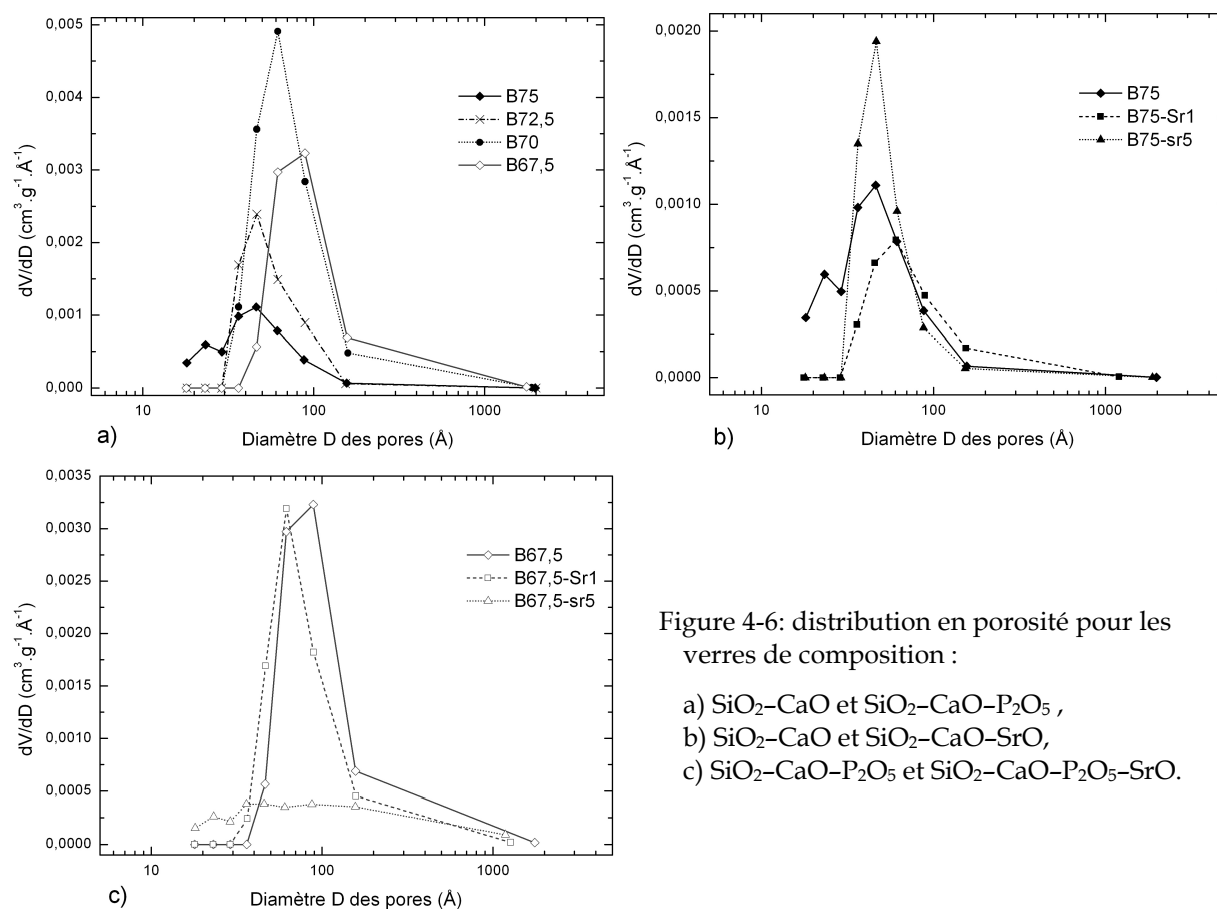 0,005
0,004
0,003
0,002
0,001
0,000
dV/dD (cm³.g⁻¹.Å⁻¹)
B75
B72,5
B70
B67,5
10
100
1000
a)
Diamètre D des pores (Å)
0,0020
0,0015
0,0010
0,0005
0,0000
dV/dD (cm³.g⁻¹.Å⁻¹)
B75
B75-Sr1
B75-sr5
10
100
1000
b)
Diamètre D des pores (Å)
0,0035
0,0030
0,0025
0,0020
0,0015
0,0010
0,0005
0,0000
dV/dD (cm³.g⁻¹.Å⁻¹)
B67,5
B67,5-Sr1
B67,5-sr5
10
100
1000
c)
Diamètre D des pores (Å)
Figure 4-6: distribution en porosité pour les
verres de composition :
a) SiO₂–CaO et SiO₂–CaO–P₂O₅ ,
b) SiO₂–CaO et SiO₂–CaO–SrO,
c) SiO₂–CaO–P₂O₅ et SiO₂–CaO–P₂O₅–SrO.